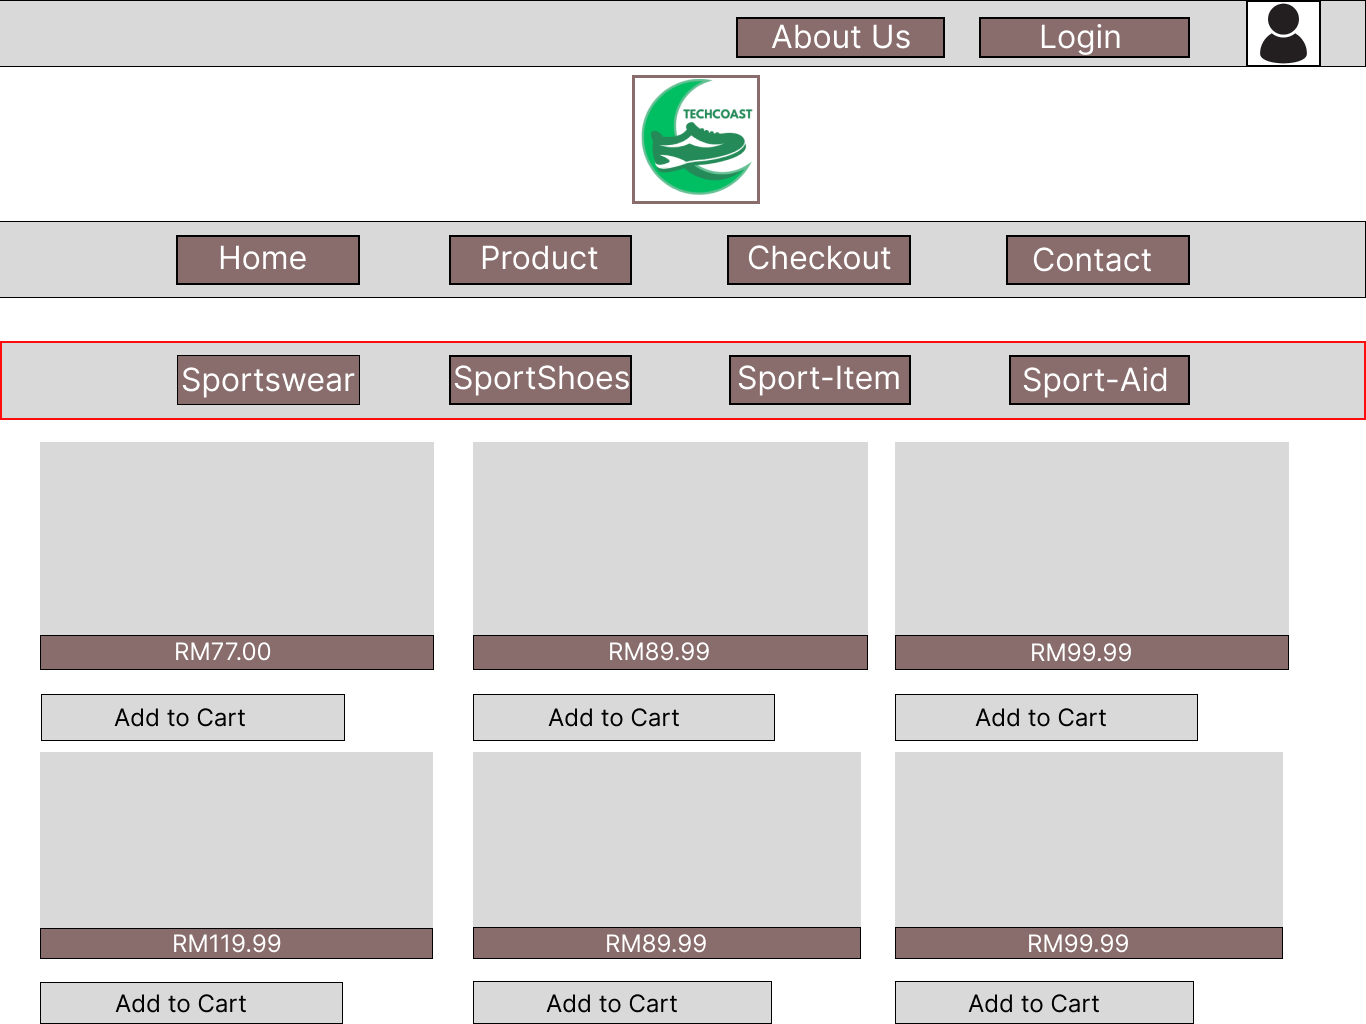 About Us Login
TECHCOAST
Home Product Checkout Contact
Sportswear SportShoes Sport-Item Sport-Aid
RM77.00 RM89.99 RM99.99
Add to Cart Add to Cart Add to Cart
RM119.99 RM89.99 RM99.99
Add to Cart Add to Cart Add to Cart